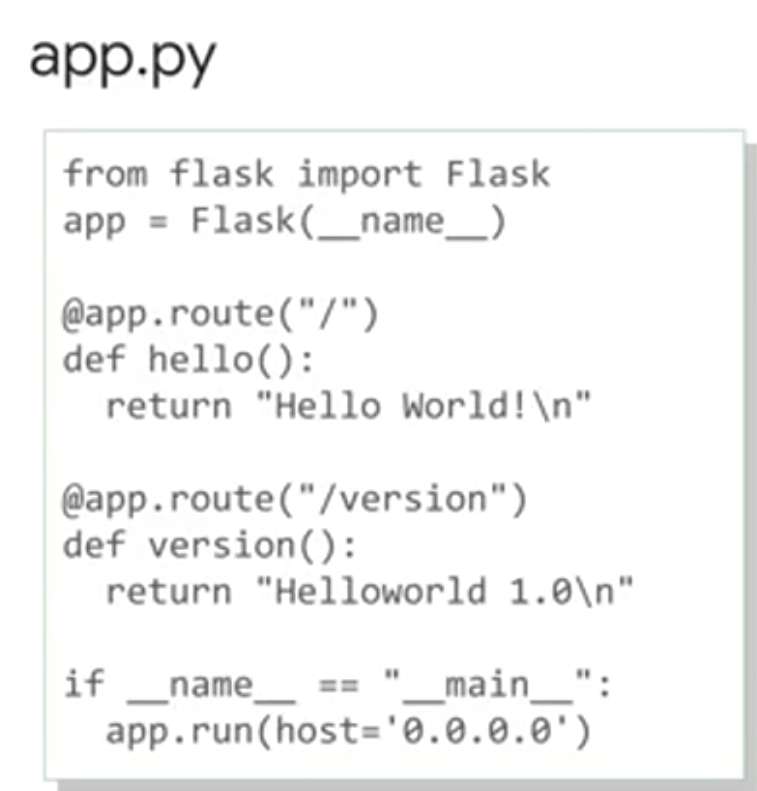 app.py
from flask import Flask
app = Flask(__name__)
@app.route("/")
def hello():
  return "Hello World!\n"
@app.route("/version")
def version():
  return "Helloworld 1.0\n"
if __name__ == "__main__":
  app.run(host='0.0.0.0')